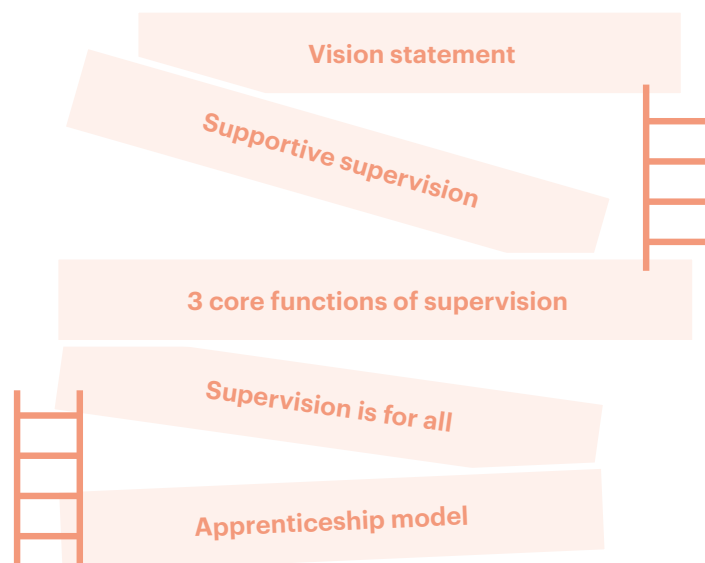 Vision statement
Supportive supervision
3 core functions of supervision
Supervision is for all
Apprenticeship model